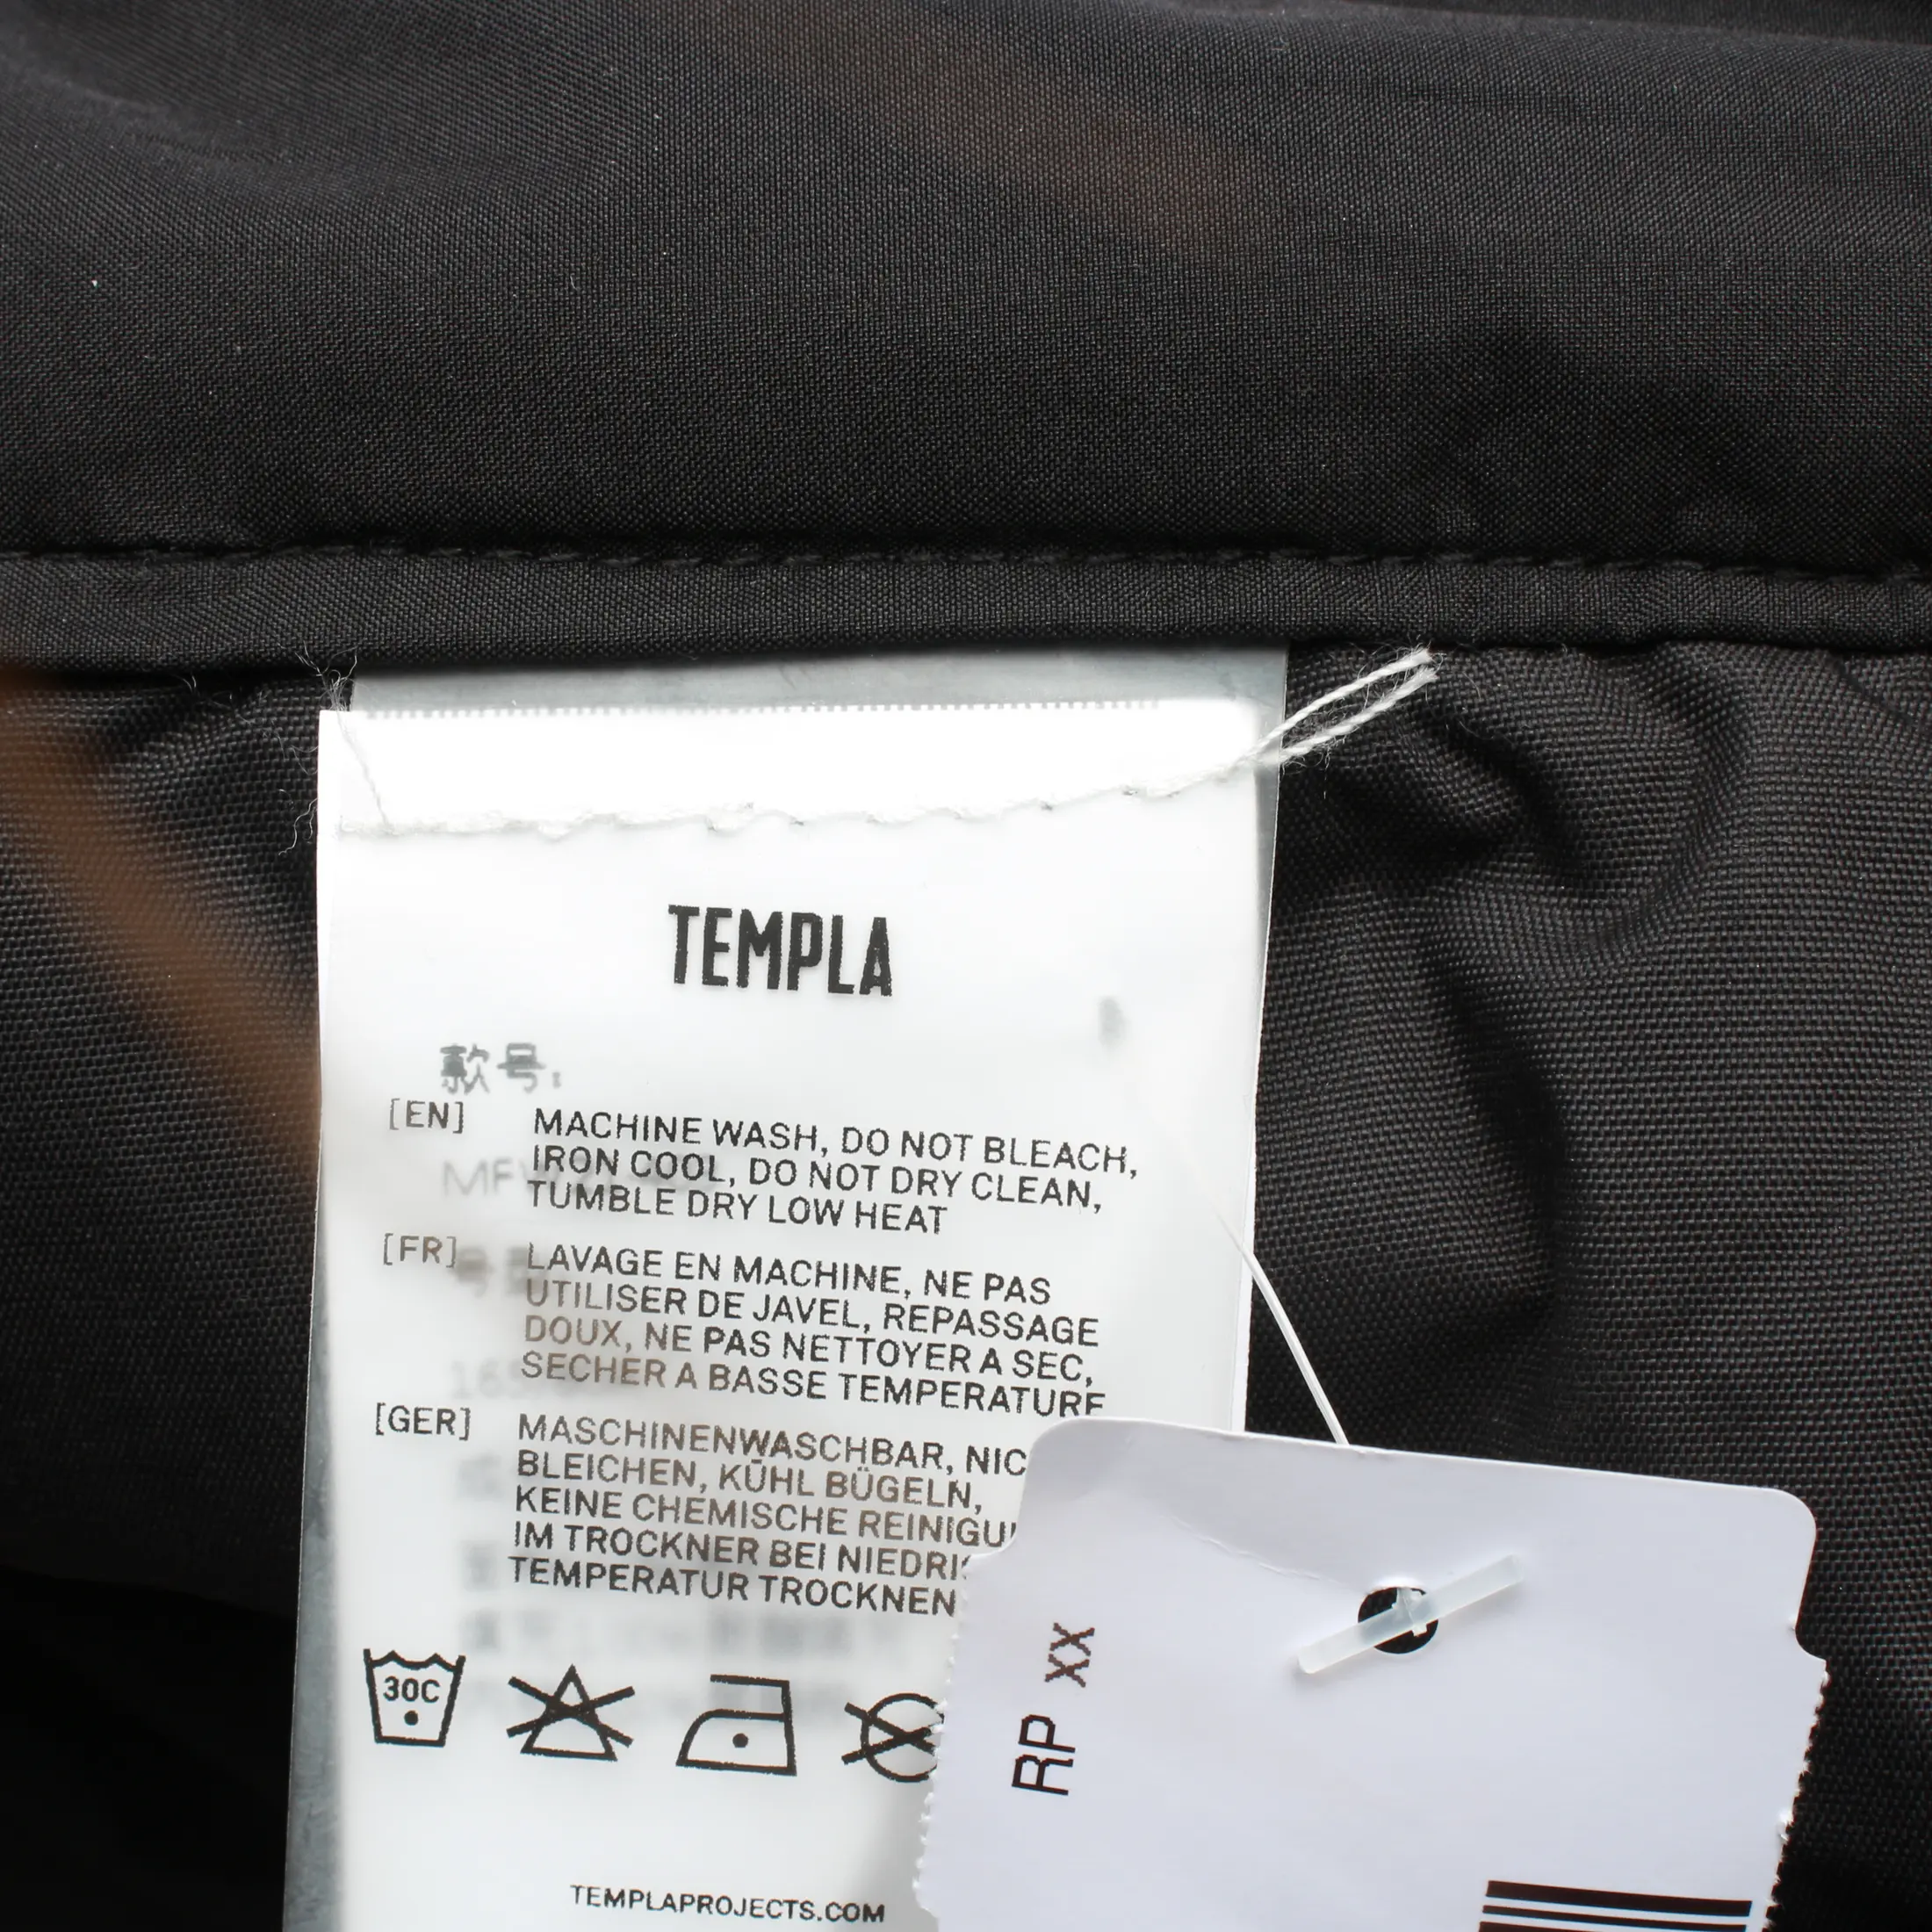 TEMPLA
款号:
[EN] MACHINE WASH, DO NOT BLEACH,
IRON COOL, DO NOT DRY CLEAN,
TUMBLE DRY LOW HEAT
[FR] LAVAGE EN MACHINE, NE PAS
UTILISER DE JAVEL, REPASSAGE
DOUX, NE PAS NETTOYER A SEC,
SECHER A BASSE TEMPERATURE
[GER] MASCHINENWASCHBAR, NIC
BLEICHEN, KÜHL BÜGELN,
KEINE CHEMISCHE REINIGU
IM TROCKNER BEI NIEDRI
TEMPERATUR TROCKNEN
30C
TEMPLAPROJECTS.COM
RP XX